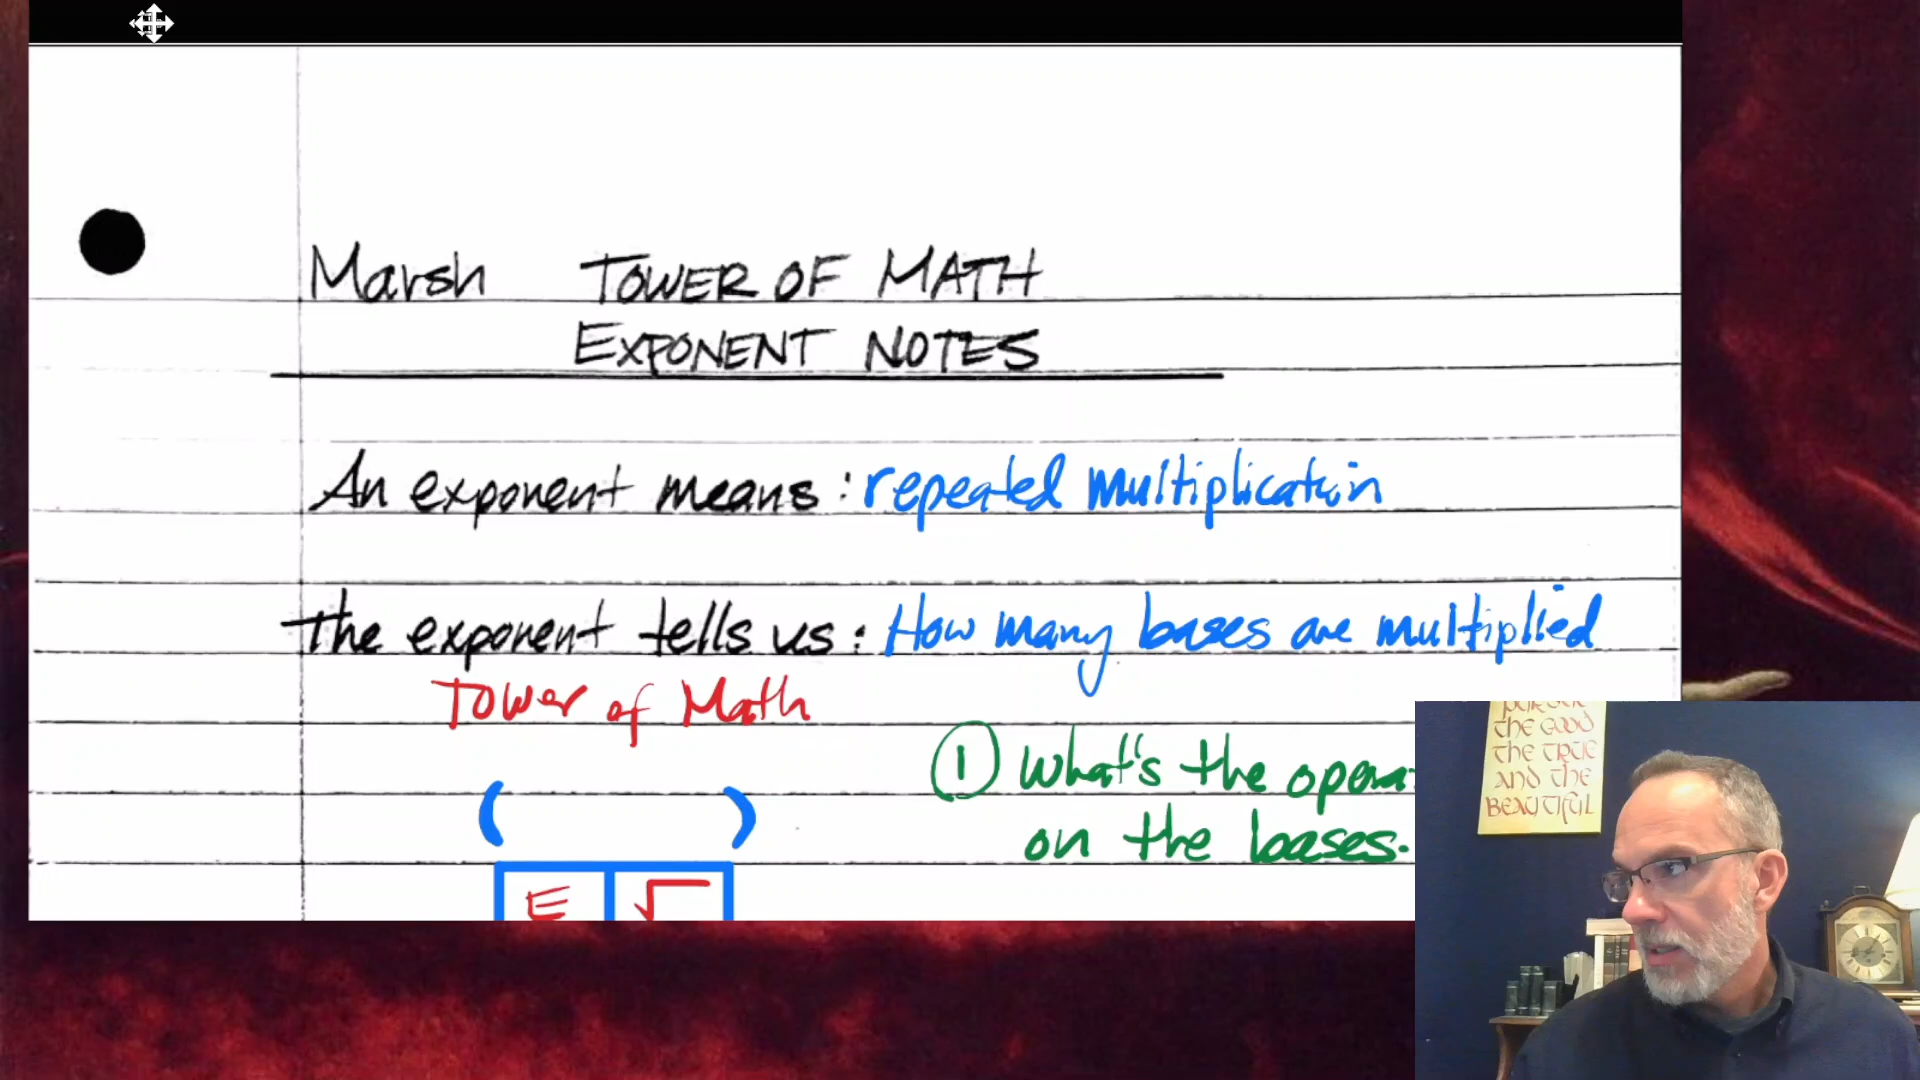 Marsh TOWER OF MATH
EXPONENT NOTES
An exponent means: repeated multiplication
The exponent tells us: How many bases are multiplied
Tower of Math
① What's the opera
on the bases.
( )
E √
THE GOOD
THE TRUE
AND THE
BEAUTIFUL